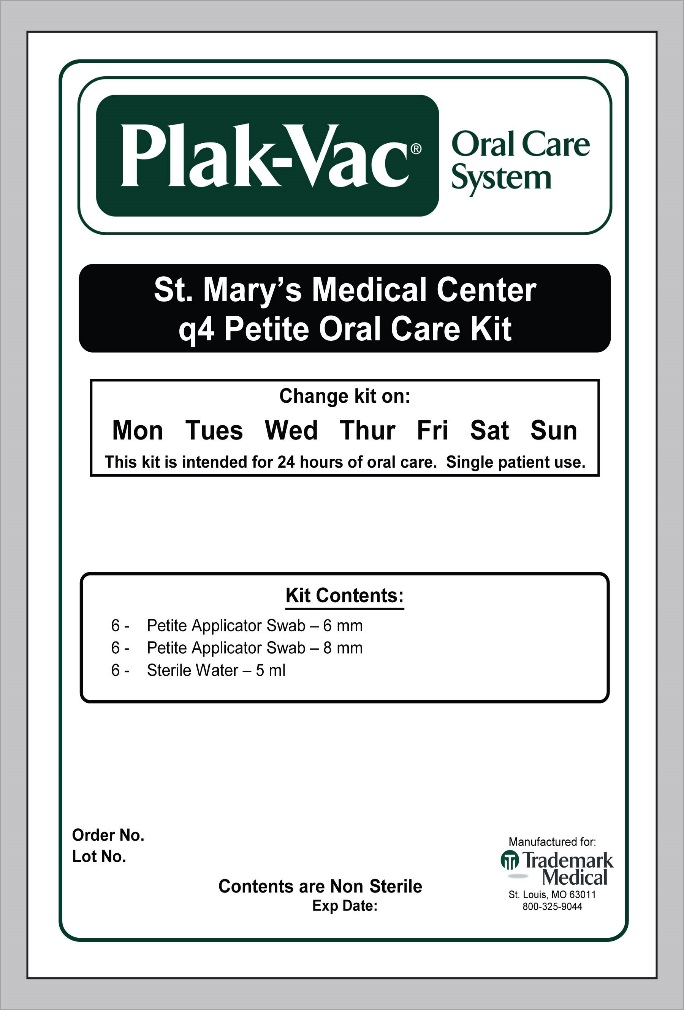 Plak-Vac®
Oral Care
System
St. Mary’s Medical Center
q4 Petite Oral Care Kit
Change kit on:
Mon Tues Wed Thur Fri Sat Sun
This kit is intended for 24 hours of oral care. Single patient use.
Kit Contents:
6 - Petite Applicator Swab – 6 mm
6 - Petite Applicator Swab – 8 mm
6 - Sterile Water – 5 ml
Order No.
Lot No.
Contents are Non Sterile
Exp Date:
Manufactured for:
Trademark
Medical
St. Louis, MO 63011
800-325-9044